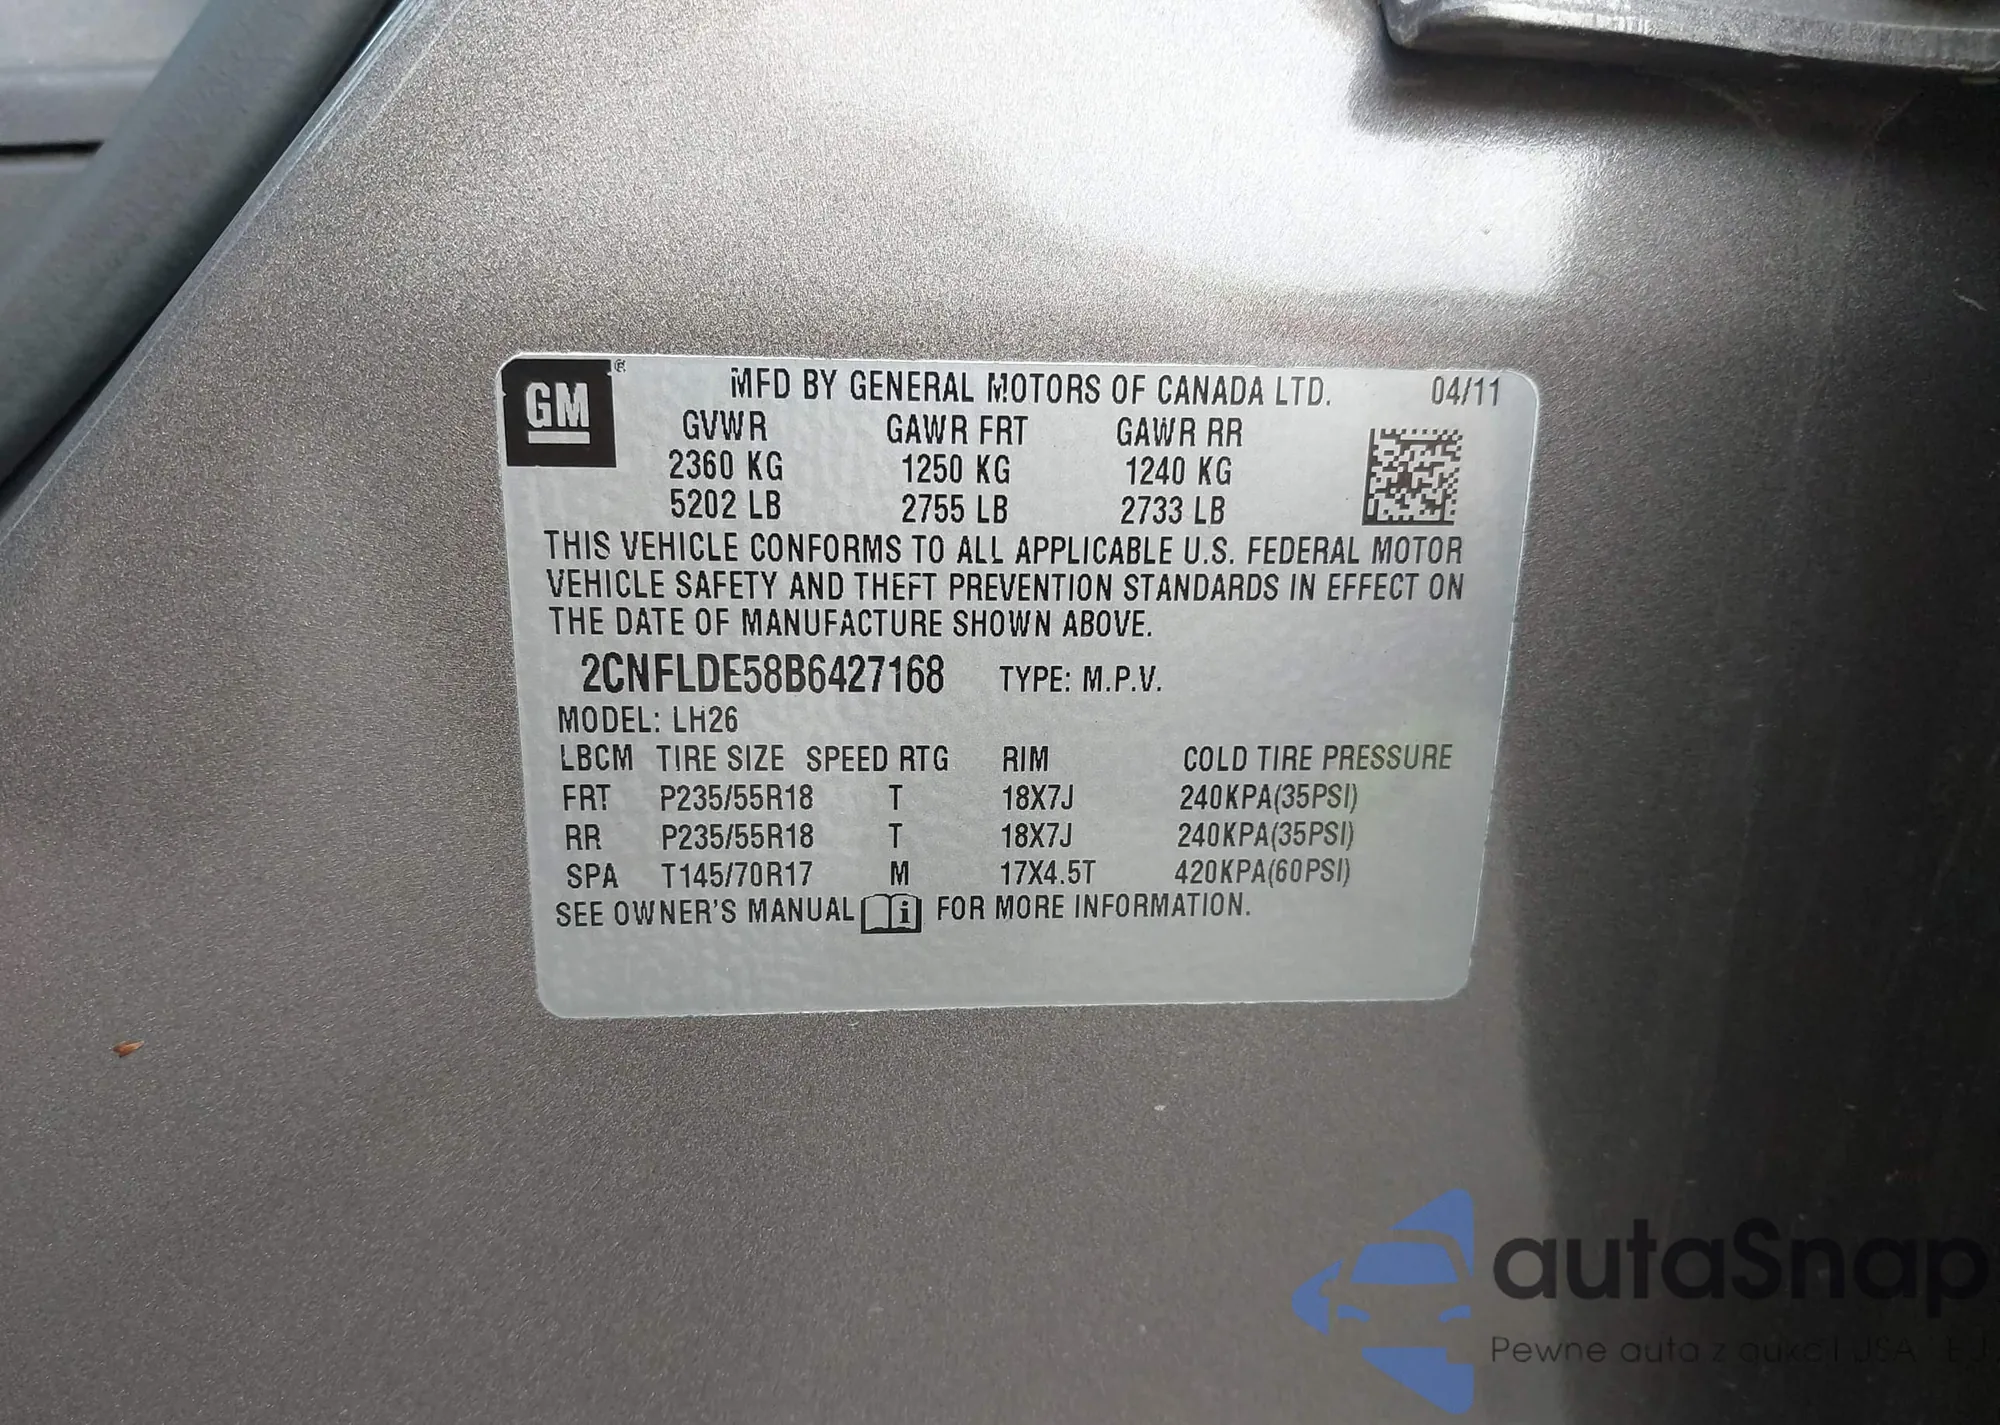 GM ®
MFD BY GENERAL MOTORS OF CANADA LTD. 04/11
GVWR GAWR FRT GAWR RR
2360 KG 1250 KG 1240 KG
5202 LB 2755 LB 2733 LB
THIS VEHICLE CONFORMS TO ALL APPLICABLE U.S. FEDERAL MOTOR
VEHICLE SAFETY AND THEFT PREVENTION STANDARDS IN EFFECT ON
THE DATE OF MANUFACTURE SHOWN ABOVE.
2CNFLDE58B6427168 TYPE: M.P.V.
MODEL: LH26
LBCM TIRE SIZE SPEED RTG RIM COLD TIRE PRESSURE
FRT P235/55R18 T 18X7J 240KPA(35PSI)
RR P235/55R18 T 18X7J 240KPA(35PSI)
SPA T145/70R17 M 17X4.5T 420KPA(60PSI)
SEE OWNER'S MANUAL i FOR MORE INFORMATION.
autaSnap
Pewne auta z aukcji USA